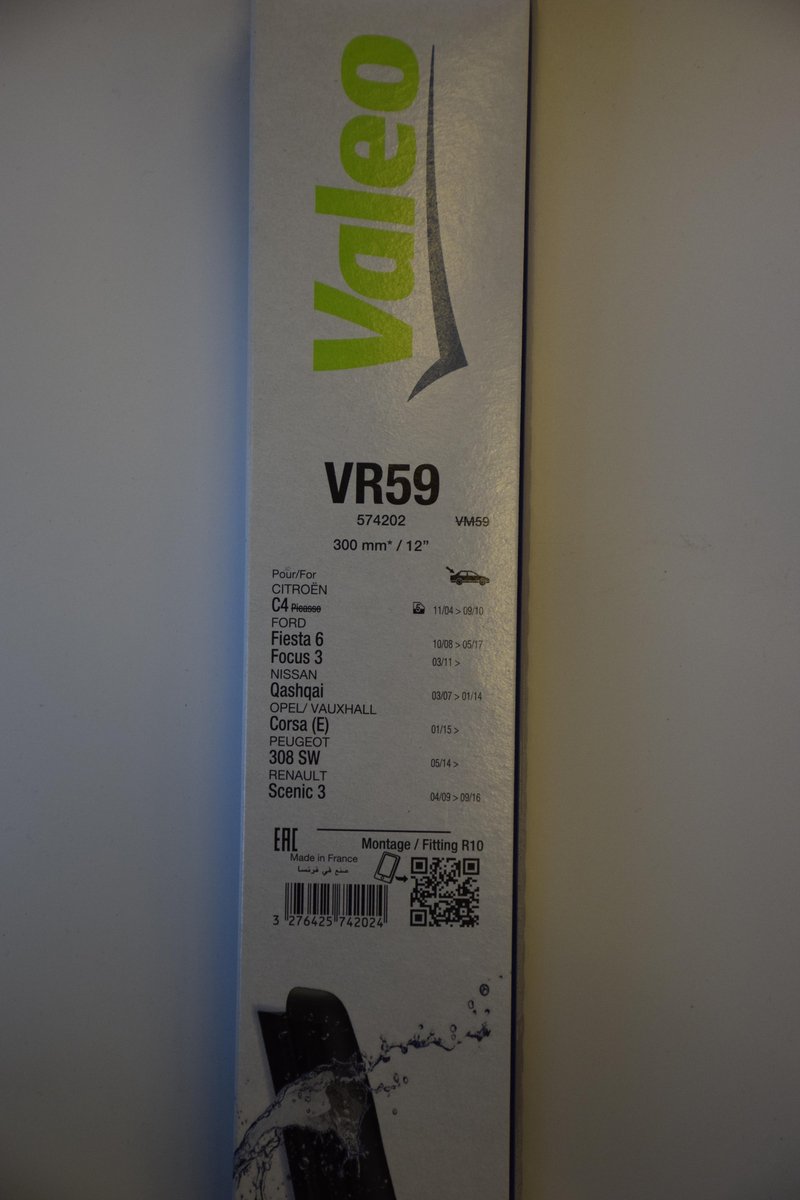 Valeo
VR59
574202 VM59
300 mm* / 12"
Pour/For
CITROËN
C4 Picasso 11/04 > 09/10
FORD
Fiesta 6 10/08 > 05/17
Focus 3 03/11 >
NISSAN
Qashqai 03/07 > 01/14
OPEL/ VAUXHALL
Corsa (E) 01/15 >
PEUGEOT
308 SW 05/14 >
RENAULT
Scenic 3 04/09 > 09/16
EAC Montage / Fitting R10
Made in France
صنع في فرنسا
3 276425 742024
®